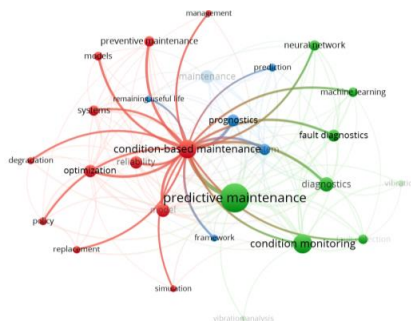 management
preventive maintenance
neural network
models
maintenance
prediction
remaining useful life
machine learning
systems
prognostics
fault diagnostics
condition-based maintenance
degradation
reliability
optimization
diagnostics
predictive maintenance
model
policy
framework
condition monitoring
replacement
simulation
vibration analysis